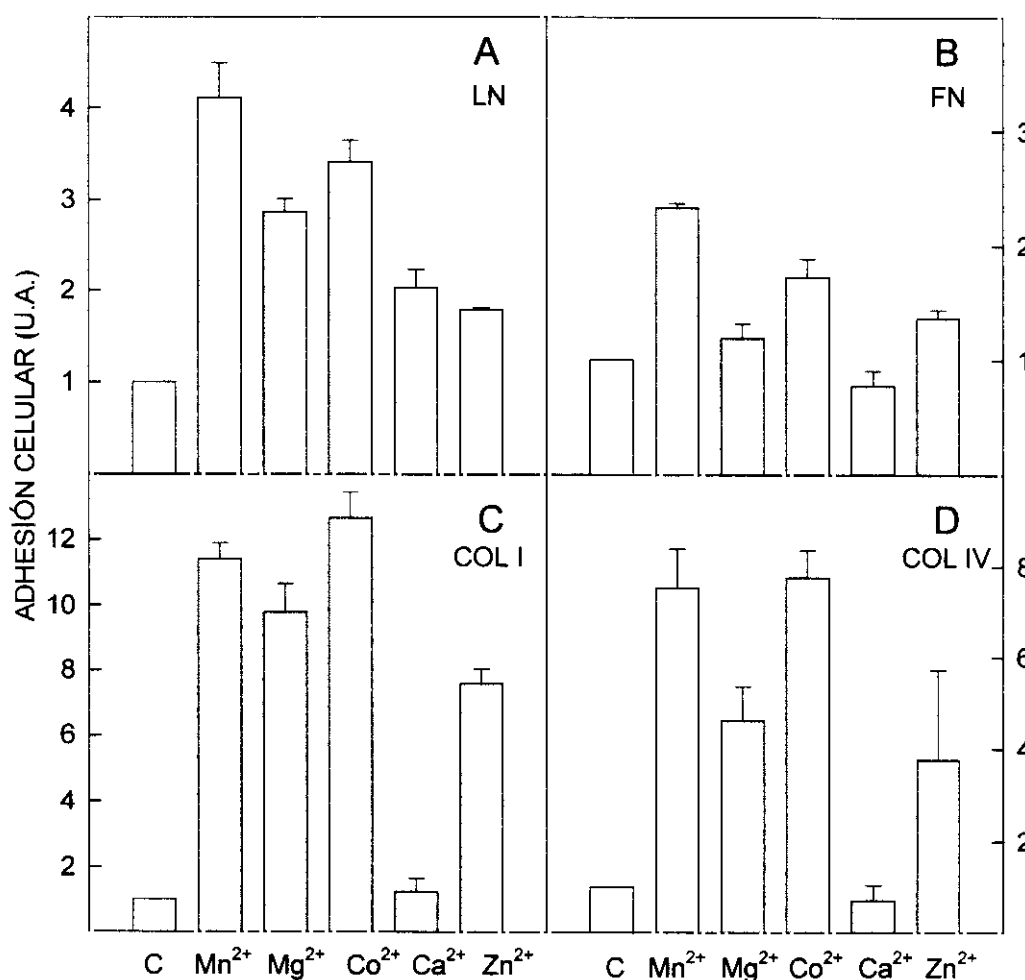 ADHESIÓN CELULAR (U.A.)
A
LN
4
3
2
1
B
FN
3
2
1
C
COL I
12
10
8
6
4
2
D
COL IV
8
6
4
2
C Mn²⁺ Mg²⁺ Co²⁺ Ca²⁺ Zn²⁺
C Mn²⁺ Mg²⁺ Co²⁺ Ca²⁺ Zn²⁺